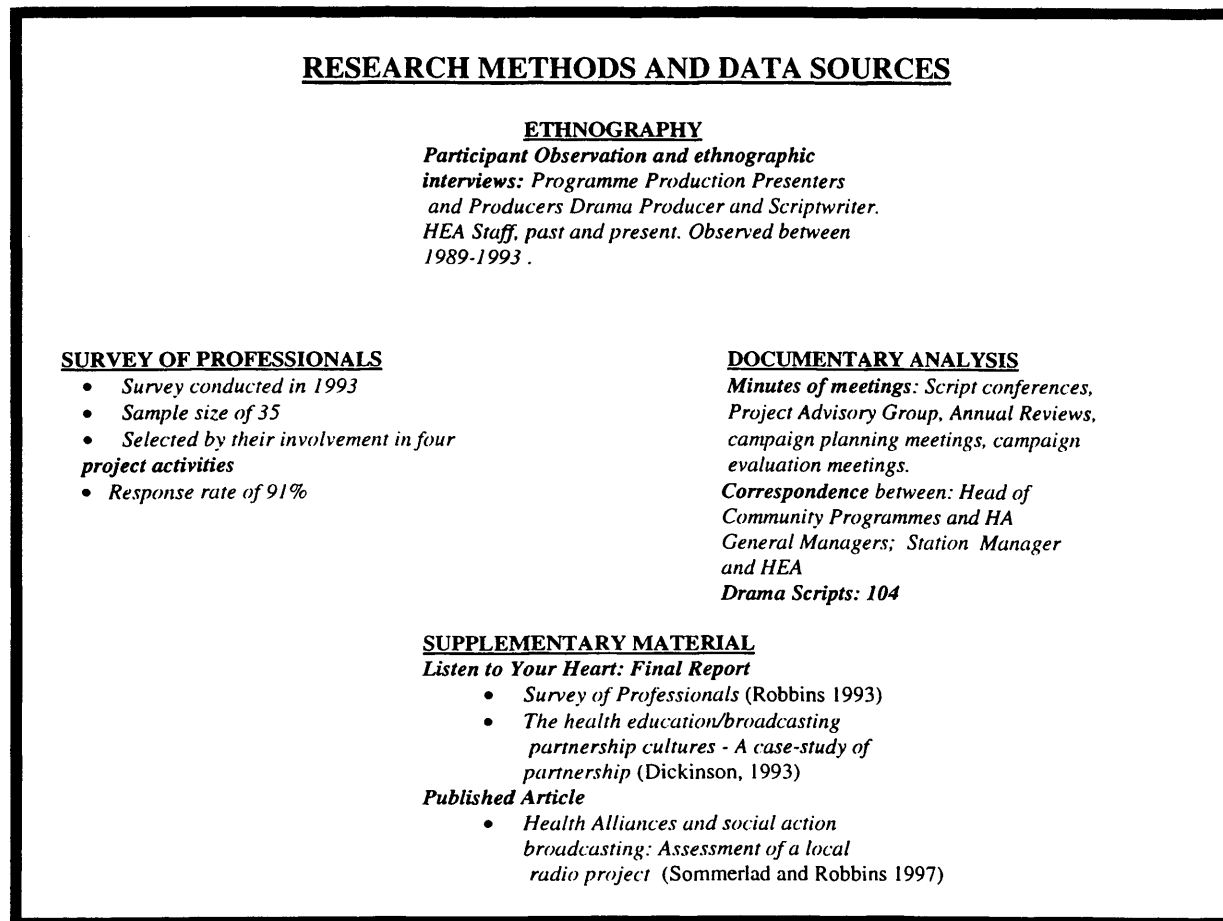 RESEARCH METHODS AND DATA SOURCES
ETHNOGRAPHY
Participant Observation and ethnographic
interviews: Programme Production Presenters
and Producers Drama Producer and Scriptwriter.
HEA Staff, past and present. Observed between
1989-1993 .
SURVEY OF PROFESSIONALS
• Survey conducted in 1993
• Sample size of 35
• Selected by their involvement in four
project activities
• Response rate of 91%
DOCUMENTARY ANALYSIS
Minutes of meetings: Script conferences,
Project Advisory Group, Annual Reviews,
campaign planning meetings, campaign
evaluation meetings.
Correspondence between: Head of
Community Programmes and HA
General Managers; Station Manager
and HEA
Drama Scripts: 104
SUPPLEMENTARY MATERIAL
Listen to Your Heart: Final Report
• Survey of Professionals (Robbins 1993)
• The health education/broadcasting
partnership cultures - A case-study of
partnership (Dickinson, 1993)
Published Article
• Health Alliances and social action
broadcasting: Assessment of a local
radio project (Sommerlad and Robbins 1997)